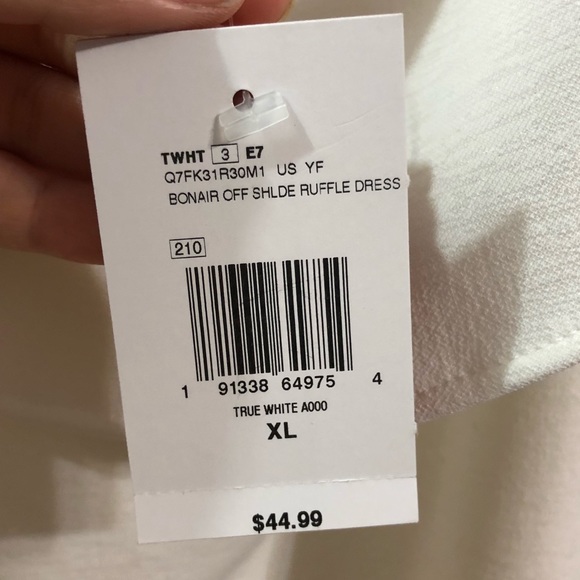 TWHT 3 E7
Q7FK31R30M1 US YF
BONAIR OFF SHLDE RUFFLE DRESS
210
1 91338 64975 4
TRUE WHITE A000
XL
$44.99